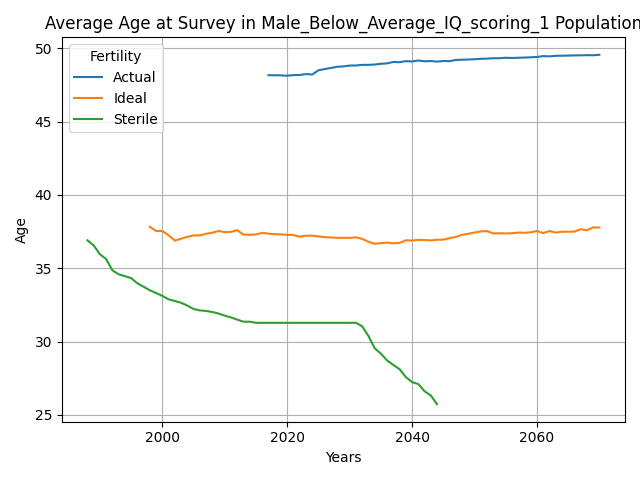 Average Age at Survey in Male_Below_Average_IQ_scoring_1 Population
Fertility
Actual
Ideal
Sterile
50
45
40
35
30
25
Age
2000
2020
2040
2060
Years